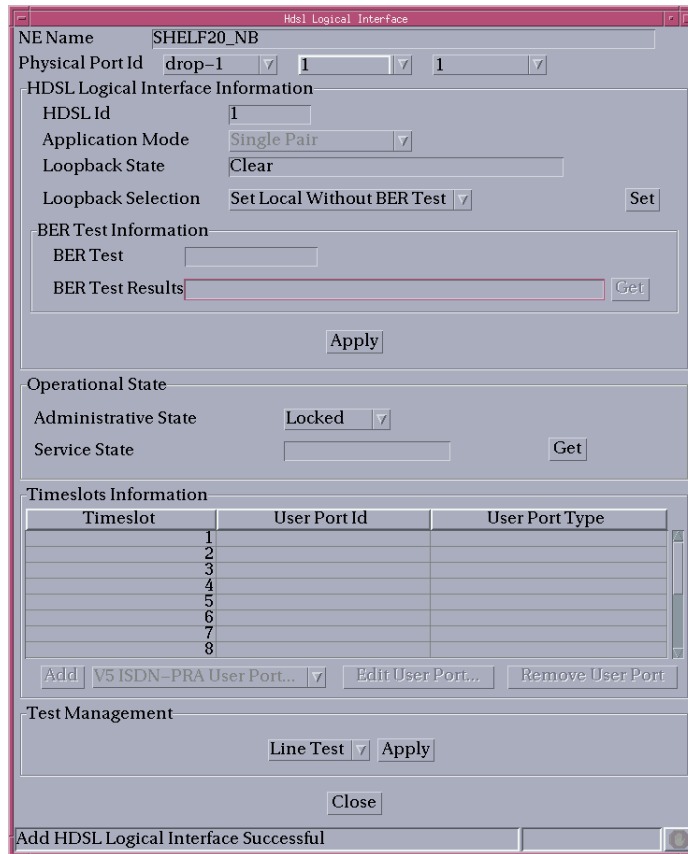 Hdsl Logical Interface
NE Name SHELF20_NB
Physical Port Id drop-1 1 1
HDSL Logical Interface Information
HDSL Id 1
Application Mode Single Pair
Loopback State Clear
Loopback Selection Set Local Without BER Test Set
BER Test Information
BER Test
BER Test Results Get
Apply
Operational State
Administrative State Locked
Service State Get
Timeslots Information
Timeslot User Port Id User Port Type
1
2
3
4
5
6
7
8
Add V5 ISDN-PRA User Port... Edit User Port... Remove User Port
Test Management
Line Test Apply
Close
Add HDSL Logical Interface Successful